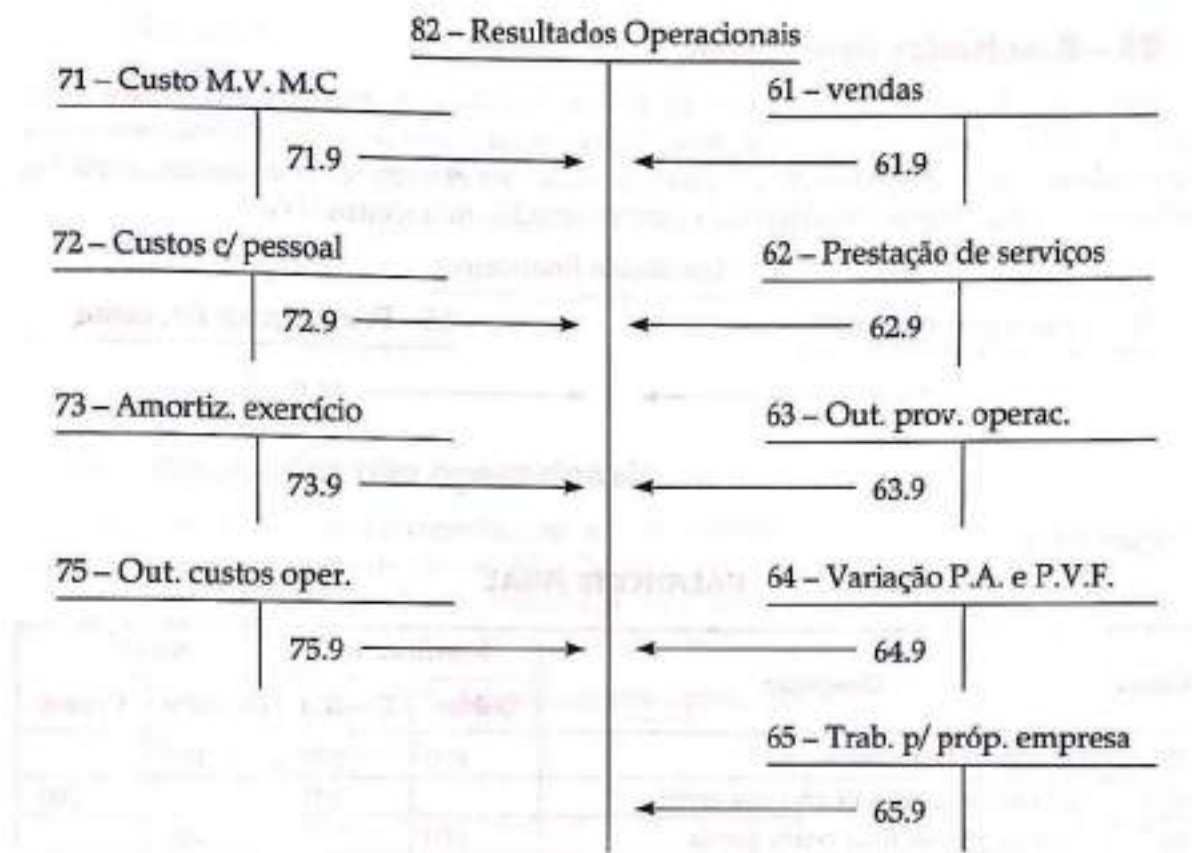 82 – Resultados Operacionais
71 – Custo M.V. M.C
61 – vendas
71.9
61.9
72 – Custos c/ pessoal
62 – Prestação de serviços
72.9
62.9
73 – Amortiz. exercício
63 – Out. prov. operac.
73.9
63.9
75 – Out. custos oper.
64 – Variação P.A. e P.V.F.
75.9
64.9
65 – Trab. p/ próp. empresa
65.9